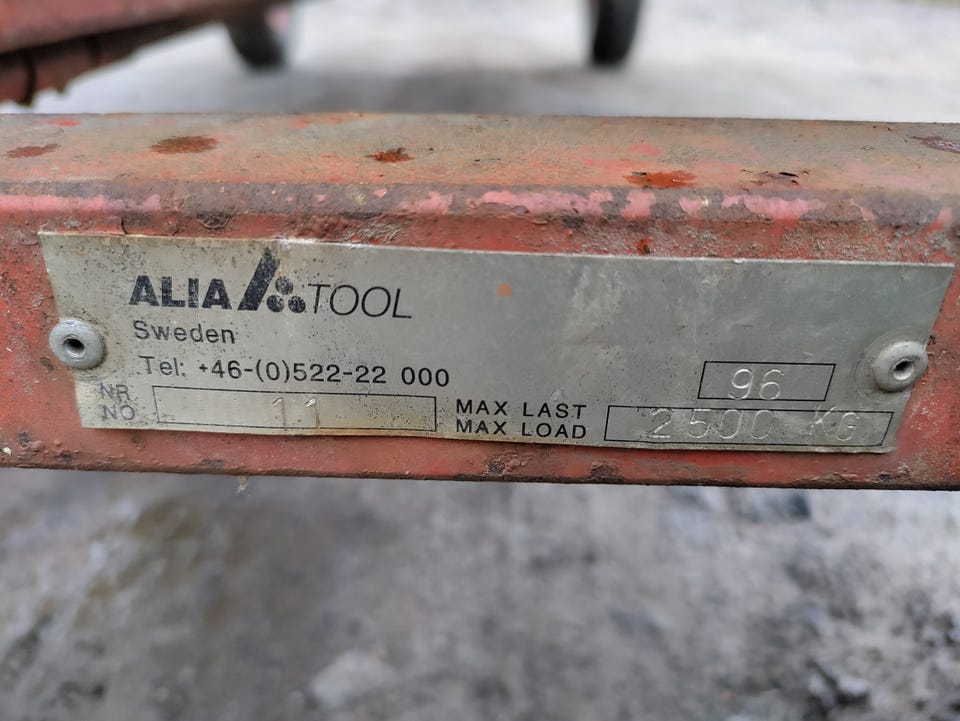 ALIA TOOL
Sweden
Tel: +46-(0)522-22 000
96
NR
NO. 11
MAX LAST
MAX LOAD 2500 KG